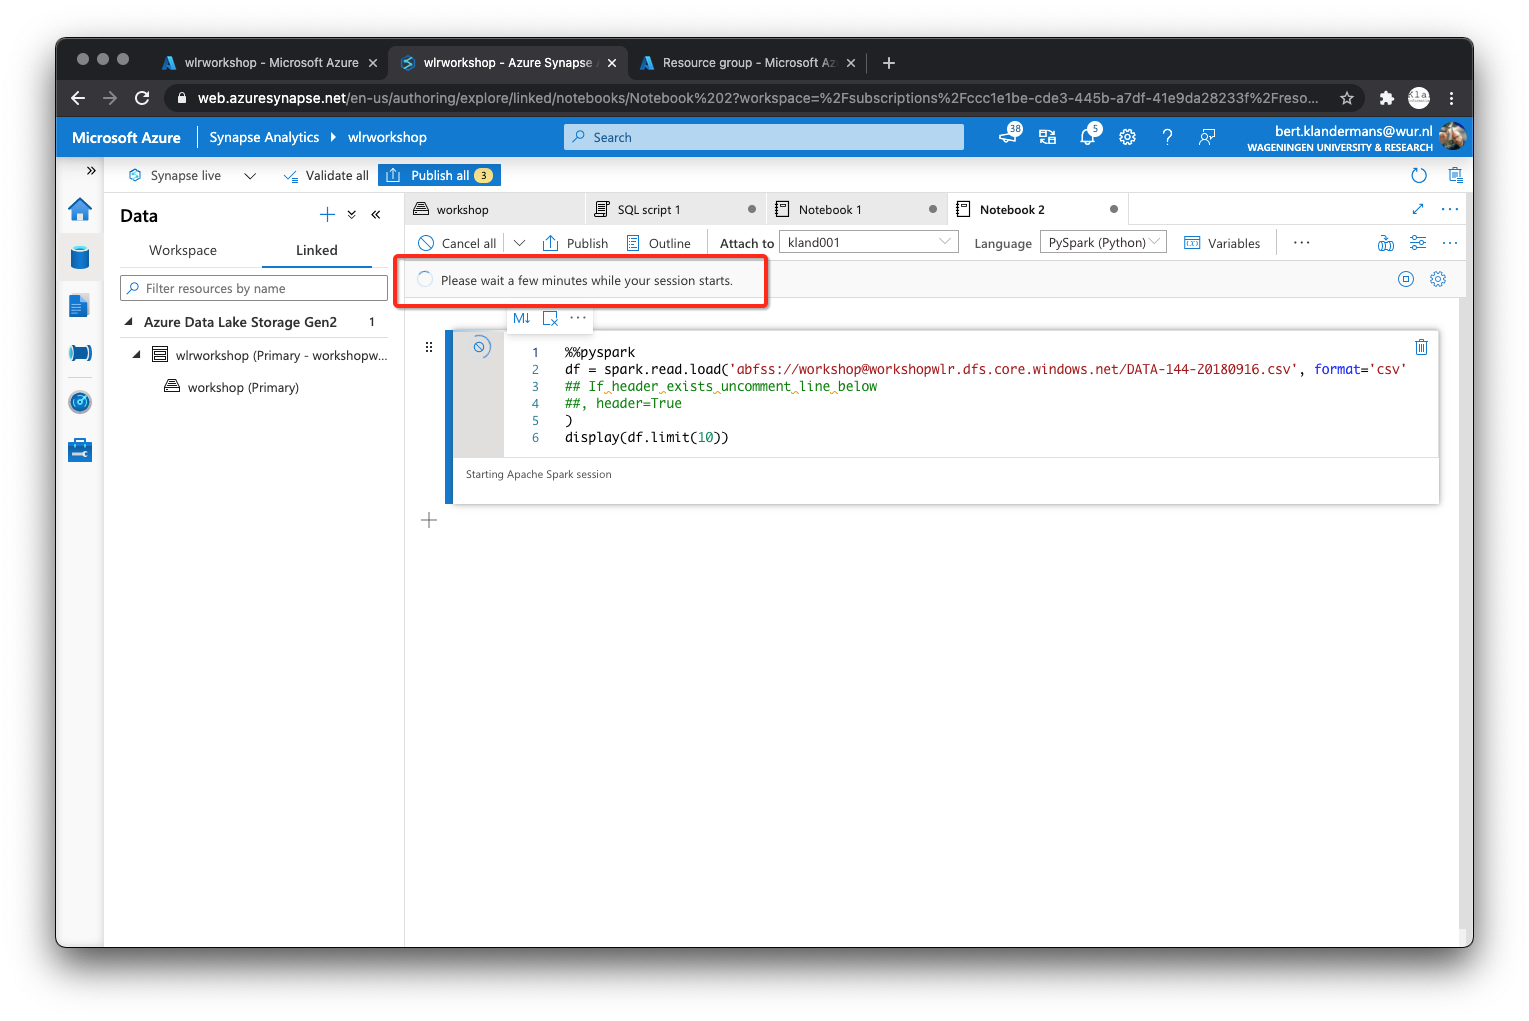 wlrworkshop - Microsoft Azure
wlrworkshop - Azure Synapse
Resource group - Microsoft Az
web.azuresynapse.net/en-us/authoring/explore/linked/notebooks/Notebook%202?workspace=%2Fsubscriptions%2Fccc1e1be-cde3-445b-a7df-41e9da28233f%2Freso...
Microsoft Azure
Synapse Analytics
wlrworkshop
Search
38
5
bert.klandermans@wur.nl
WAGENINGEN UNIVERSITY & RESEARCH
Synapse live
Validate all
Publish all 3
Data
Workspace
Linked
Filter resources by name
Azure Data Lake Storage Gen2 1
wlrworkshop (Primary - workshopw...
workshop (Primary)
workshop
SQL script 1
Notebook 1
Notebook 2
Cancel all
Publish
Outline
Attach to
kland001
Language
PySpark (Python)
Variables
Please wait a few minutes while your session starts.
M↓
1 %%pyspark
2 df = spark.read.load('abfss://workshop@workshopwlr.dfs.core.windows.net/DATA-144-20180916.csv', format='csv'
3 ## If header exists uncomment line below
4 ##, header=True
5 )
6 display(df.limit(10))
Starting Apache Spark session